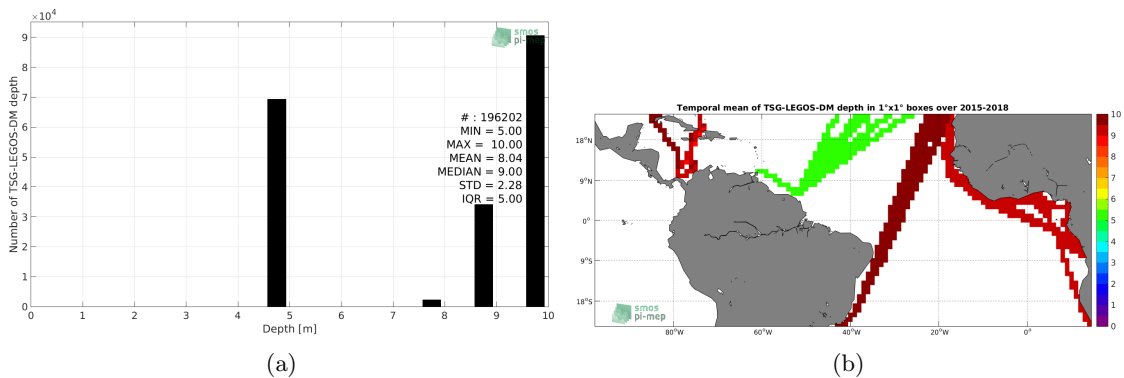 ×10⁴
9
8
7
6
5
4
3
2
1
0
Number of TSG-LEGOS-DM depth
smos
pi-mep
# : 196202
MIN = 5.00
MAX = 10.00
MEAN = 8.04
MEDIAN = 9.00
STD = 2.28
IQR = 5.00
0 1 2 3 4 5 6 7 8 9 10
Depth [m]
(a)
Temporal mean of TSG-LEGOS-DM depth in 1°x1° boxes over 2015-2018
18°N
9°N
0°
9°S
18°S
smos
pi-mep
80°W 60°W 40°W 20°W 0°
10
9
8
7
6
5
4
3
2
1
0
(b)